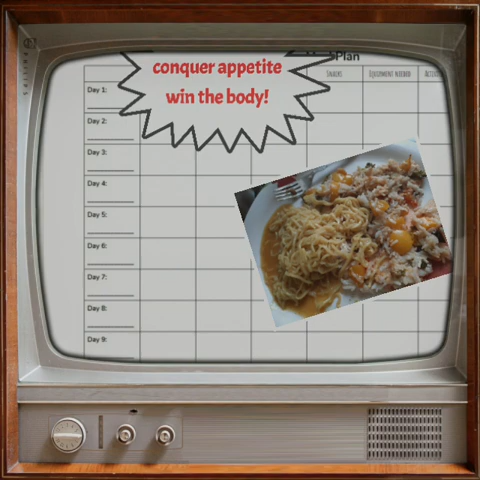 Plan
conquer appetite
win the body!
SNACKS
EQUIPMENT NEEDED
Day 1:
Day 2:
Day 3:
Day 4:
Day 5:
Day 6:
Day 7:
Day 8:
Day 9:
PHILIPS